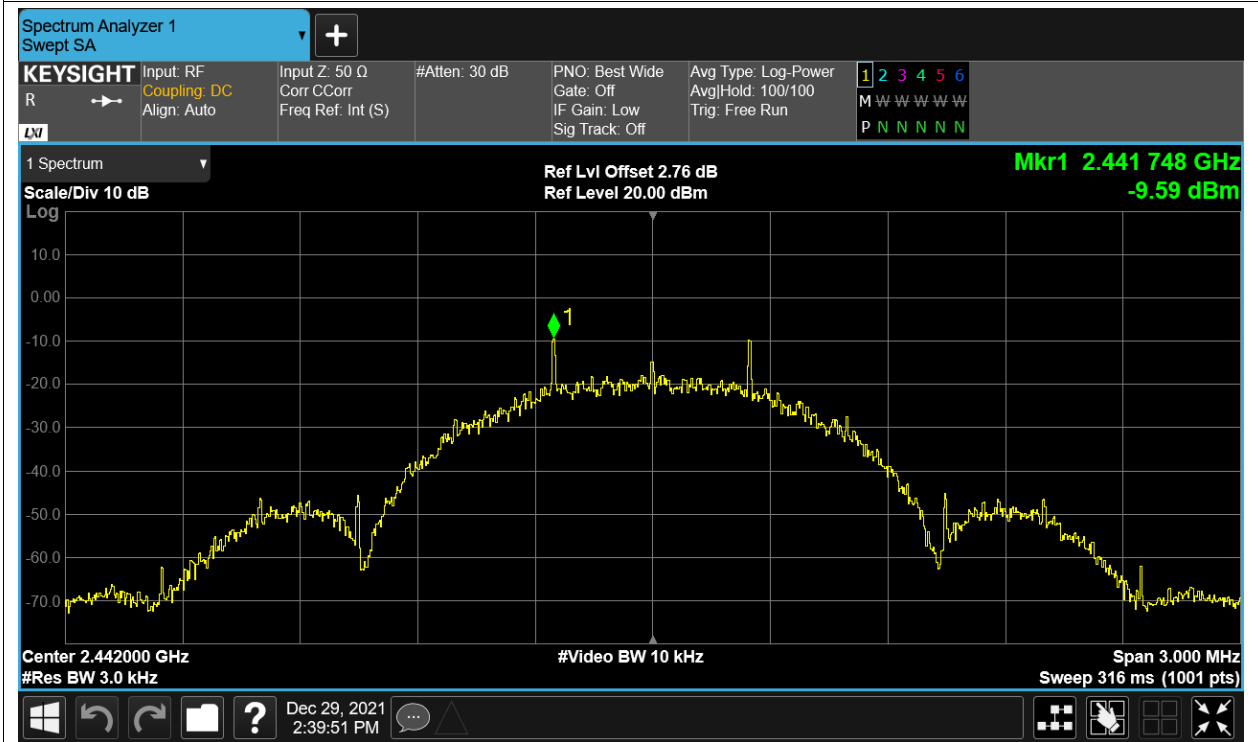 Spectrum Analyzer 1
Swept SA
KEYSIGHT
R
LXI
Input: RF
Coupling: DC
Align: Auto
Input Z: 50 Ω
Corr CCorr
Freq Ref: Int (S)
#Atten: 30 dB
PNO: Best Wide
Gate: Off
IF Gain: Low
Sig Track: Off
Avg Type: Log-Power
Avg|Hold: 100/100
Trig: Free Run
1 2 3 4 5 6
M W W W W W
P N N N N N
1 Spectrum
Scale/Div 10 dB
Log
Ref Lvl Offset 2.76 dB
Ref Level 20.00 dBm
Mkr1 2.441 748 GHz
-9.59 dBm
10.0
0.00
-10.0
-20.0
-30.0
-40.0
-50.0
-60.0
-70.0
1
Center 2.442000 GHz
#Res BW 3.0 kHz
#Video BW 10 kHz
Span 3.000 MHz
Sweep 316 ms (1001 pts)
?
Dec 29, 2021
2:39:51 PM